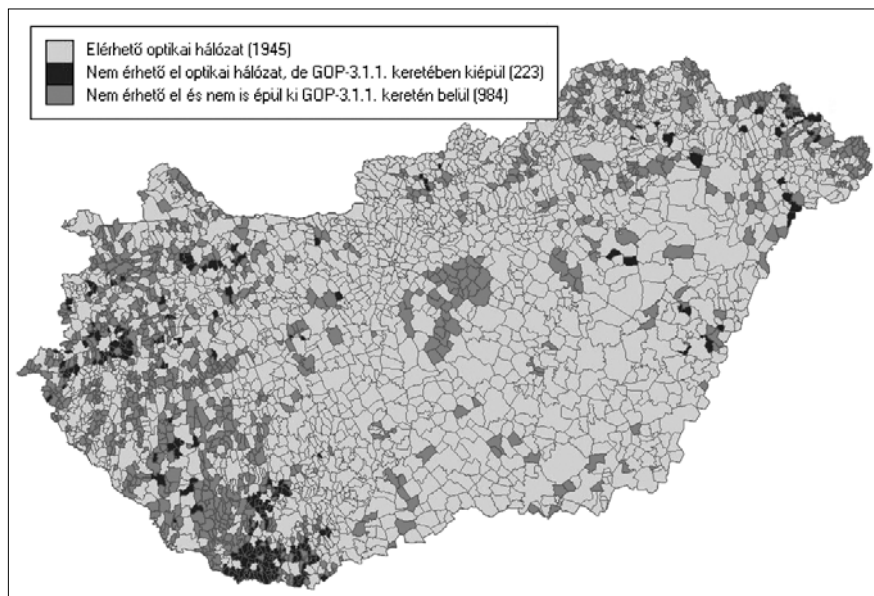 Elérhető optikai hálózat (1945)
Nem érhető el optikai hálózat, de GOP-3.1.1. keretében kiépül (223)
Nem érhető el és nem is épül ki GOP-3.1.1. keretén belül (984)